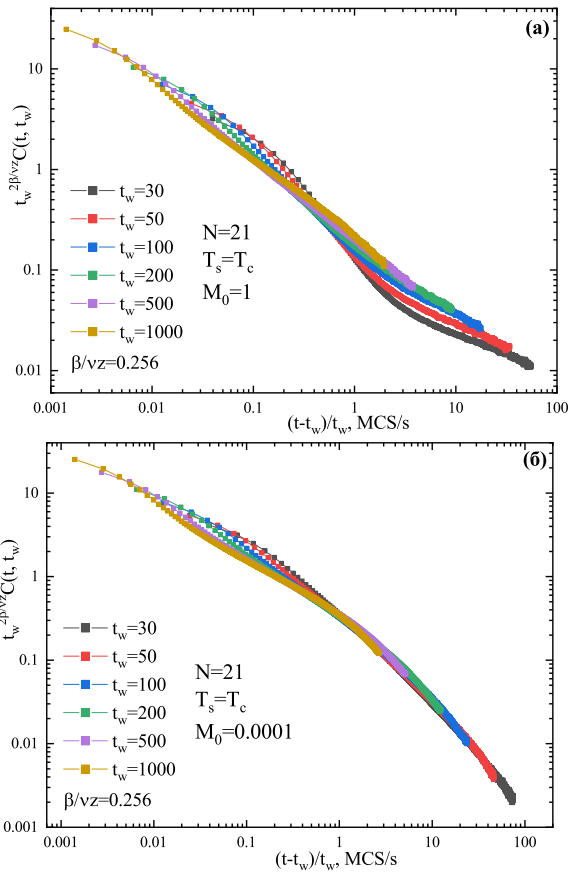 (а)
t_w^{2β/νz}C(t, t_w)
10
1
0.1
0.01
t_w=30
t_w=50
t_w=100
t_w=200
t_w=500
t_w=1000
N=21
T_s=T_c
M_0=1
β/νz=0.256
0.001 0.01 0.1 1 10 100
(t-t_w)/t_w, MCS/s
(б)
t_w^{2β/νz}C(t, t_w)
10
1
0.1
0.01
0.001
t_w=30
t_w=50
t_w=100
t_w=200
t_w=500
t_w=1000
N=21
T_s=T_c
M_0=0.0001
β/νz=0.256
0.001 0.01 0.1 1 10 100
(t-t_w)/t_w, MCS/s